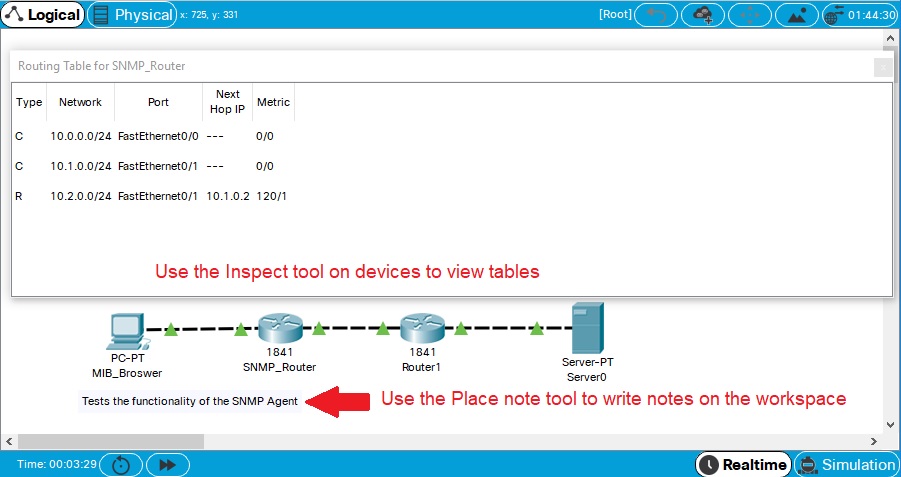 Logical Physical x: 725, y: 331 [Root] 01:44:30
Routing Table for SNMP_Router
Type Network Port Next Hop IP Metric
C 10.0.0.0/24 FastEthernet0/0 --- 0/0
C 10.1.0.0/24 FastEthernet0/1 --- 0/0
R 10.2.0.0/24 FastEthernet0/1 10.1.0.2 120/1
Use the Inspect tool on devices to view tables
PC-PT
MIB_Broswer
1841
SNMP_Router
1841
Router1
Server-PT
Server0
Tests the functionality of the SNMP Agent
Use the Place note tool to write notes on the workspace
Time: 00:03:29 Realtime Simulation